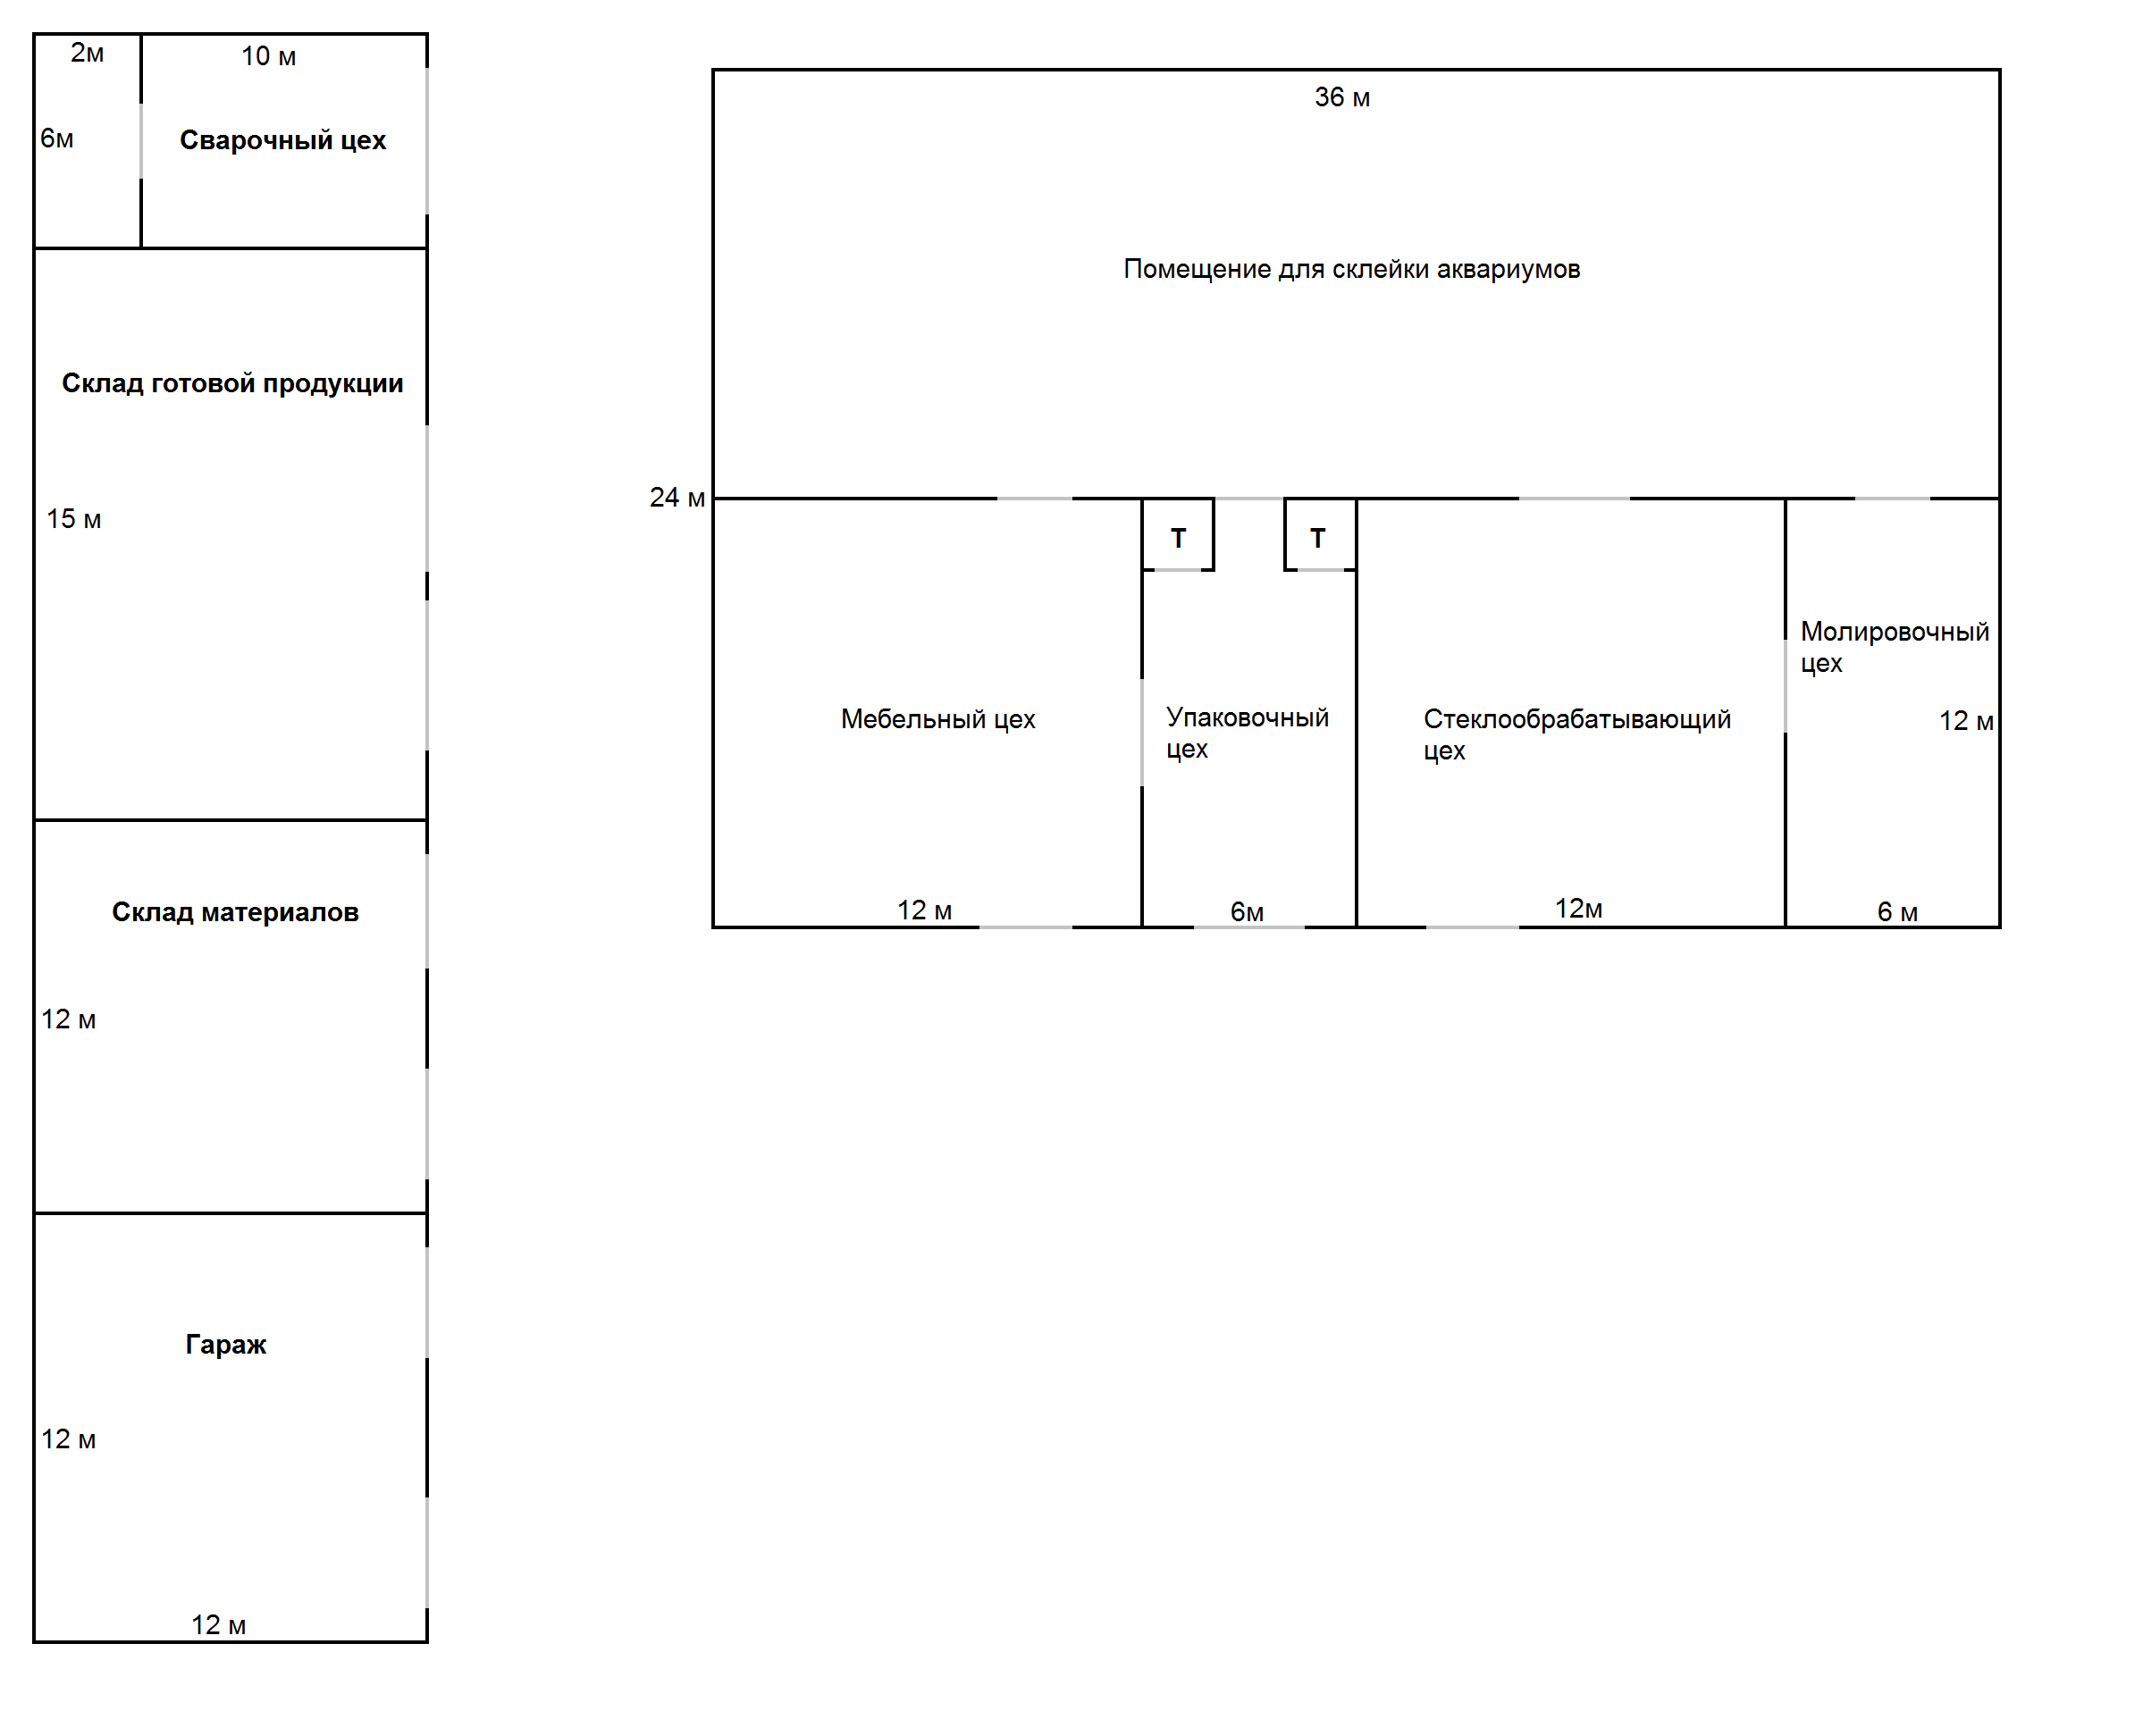 2м
10 м
6м
Сварочный цех
Склад готовой продукции
15 м
Склад материалов
12 м
Гараж
12 м
12 м
36 м
Помещение для склейки аквариумов
24 м
Т
Т
Мебельный цех
Упаковочный
цех
Стеклообрабатывающий
цех
Молировочный
цех
12 м
12 м
6м
12м
6 м